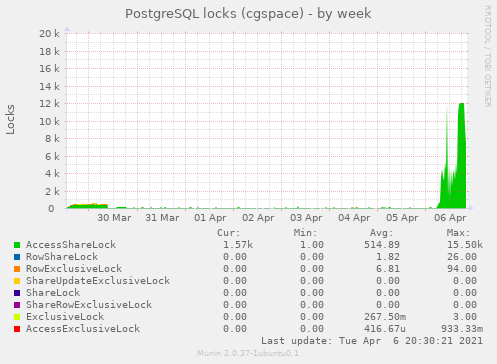 PostgreSQL locks (cgspace) - by week
RRDTOOL / TOBI OETIKER
Locks
20 k
18 k
16 k
14 k
12 k
10 k
8 k
6 k
4 k
2 k
0
30 Mar 31 Mar 01 Apr 02 Apr 03 Apr 04 Apr 05 Apr 06 Apr
Cur: Min: Avg: Max:
AccessShareLock 1.57k 1.00 514.89 15.50k
RowShareLock 0.00 0.00 1.82 26.00
RowExclusiveLock 0.00 0.00 6.81 94.00
ShareUpdateExclusiveLock 0.00 0.00 0.00 0.00
ShareLock 0.00 0.00 0.00 0.00
ShareRowExclusiveLock 0.00 0.00 0.00 0.00
ExclusiveLock 0.00 0.00 267.50m 3.00
AccessExclusiveLock 0.00 0.00 416.67u 933.33m
Last update: Tue Apr 6 20:30:21 2021
Munin 2.0.37-1ubuntu0.1